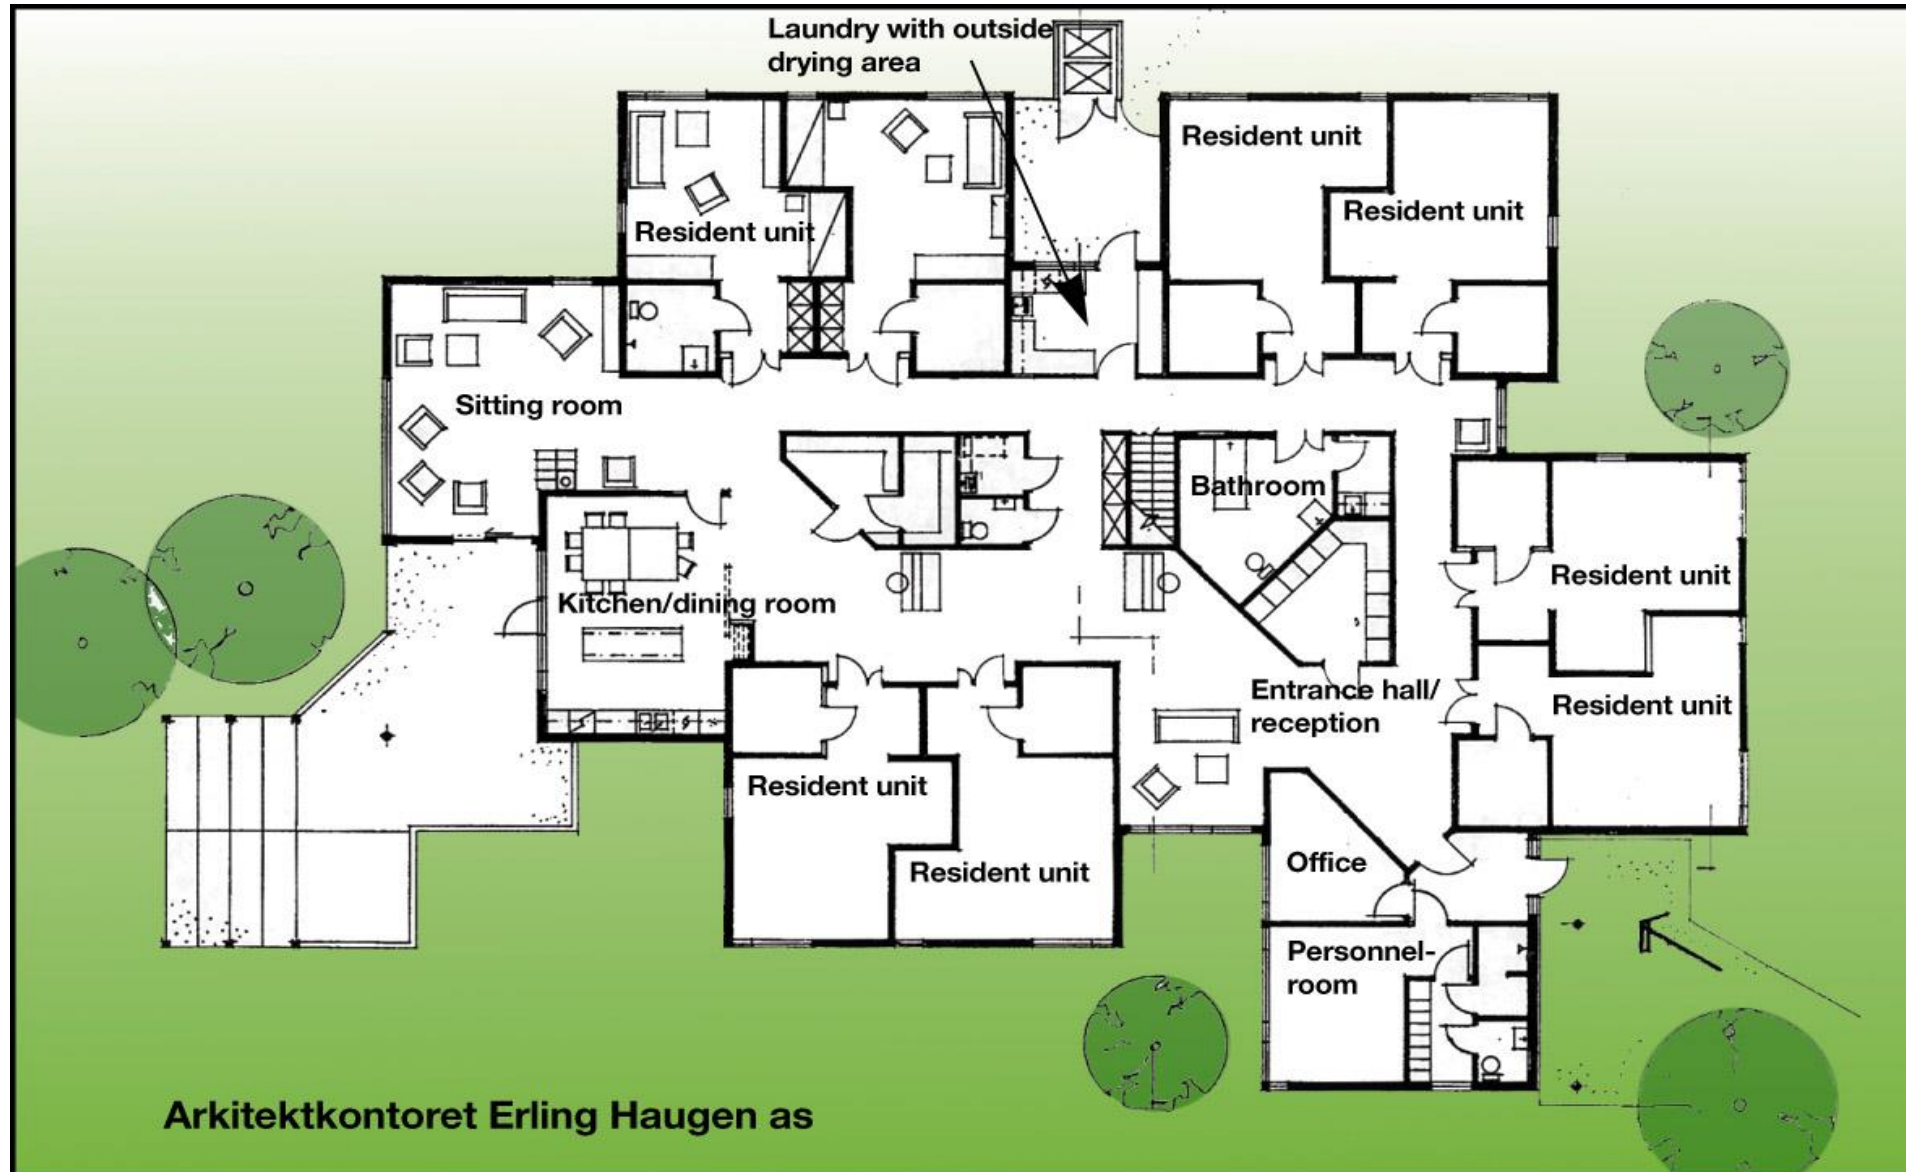 Laundry with outside
drying area
Resident unit
Resident unit
Resident unit
Sitting room
Bathroom
Resident unit
Kitchen/dining room
Entrance hall/
reception
Resident unit
Resident unit
Resident unit
Office
Personnel-
room
Arkitektkontoret Erling Haugen as